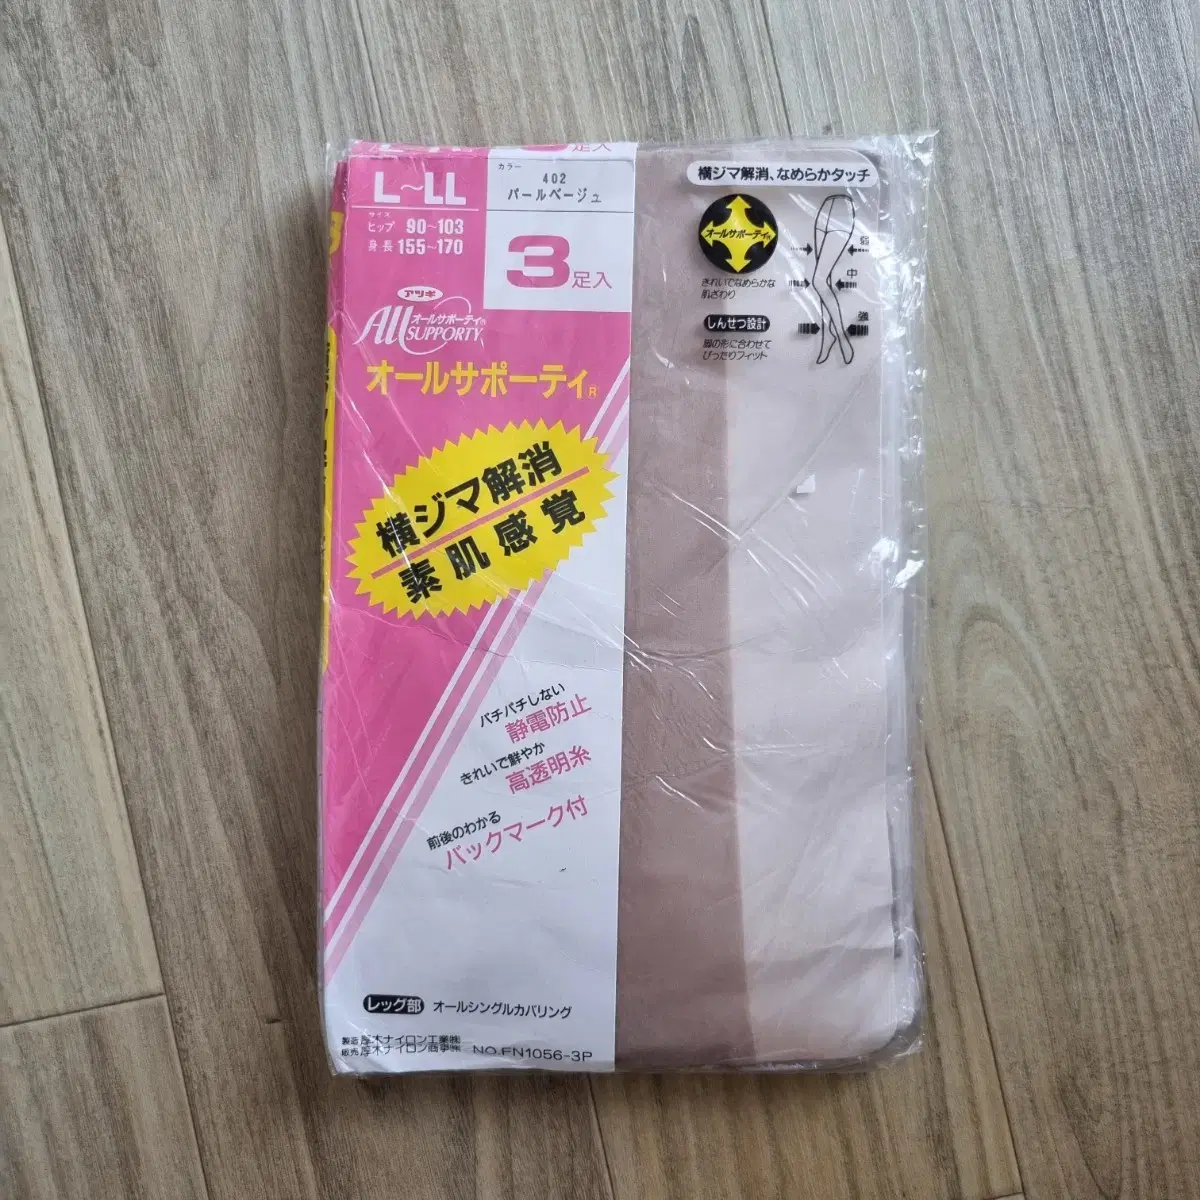 足入
L~LL
サイズ
ヒップ 90~103
身長 155~170
カラー
402
パールベージュ
3足入
アツギ
All オールサポーティ®
SUPPORTY
オールサポーティ®
横ジマ解消
素肌感覚
パチパチしない
静電防止
きれいで鮮やか
高透明糸
前後のわかる
バックマーク付
レッグ部 オールシングルカバリング
製造 厚木ナイロン工業㈱
販売 厚木ナイロン商事㈱ NO.FN1056-3P
横ジマ解消、なめらかタッチ
オールサポーティ®
きれいでなめらかな
肌ざわり
しんせつ設計
脚の形に合わせて
ぴったりフィット
弱
中
強